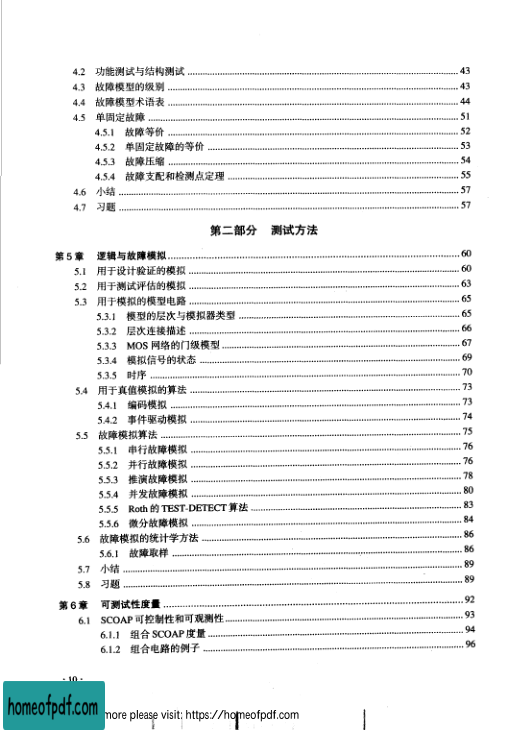 4.2 功能测试与结构测试 43
4.3 故障模型的级别 43
4.4 故障模型术语表 44
4.5 单固定故障 51
4.5.1 故障等价 52
4.5.2 单固定故障的等价 53
4.5.3 故障压缩 54
4.5.4 故障支配和检测点定理 55
4.6 小结 57
4.7 习题 57
第二部分 测试方法
第5章 逻辑与故障模拟 60
5.1 用于设计验证的模拟 60
5.2 用于测试评估的模拟 63
5.3 用于模拟的模型电路 65
5.3.1 模型的层次与模拟器类型 65
5.3.2 层次连接描述 66
5.3.3 MOS 网络的门级模型 67
5.3.4 模拟信号的状态 69
5.3.5 时序 70
5.4 用于真值模拟的算法 73
5.4.1 编码模拟 73
5.4.2 事件驱动模拟 74
5.5 故障模拟算法 75
5.5.1 串行故障模拟 76
5.5.2 并行故障模拟 76
5.5.3 推演故障模拟 78
5.5.4 并发故障模拟 80
5.5.5 Roth 的 TEST-DETECT 算法 83
5.5.6 微分故障模拟 84
5.6 故障模拟的统计学方法 86
5.6.1 故障取样 86
5.7 小结 89
5.8 习题 89
第6章 可测试性度量 92
6.1 SCOAP 可控制性和可观测性 93
6.1.1 组合 SCOAP 度量 94
6.1.2 组合电路的例子 96
· 10 ·
homeofpdf.com
more please visit: https://homeofpdf.com